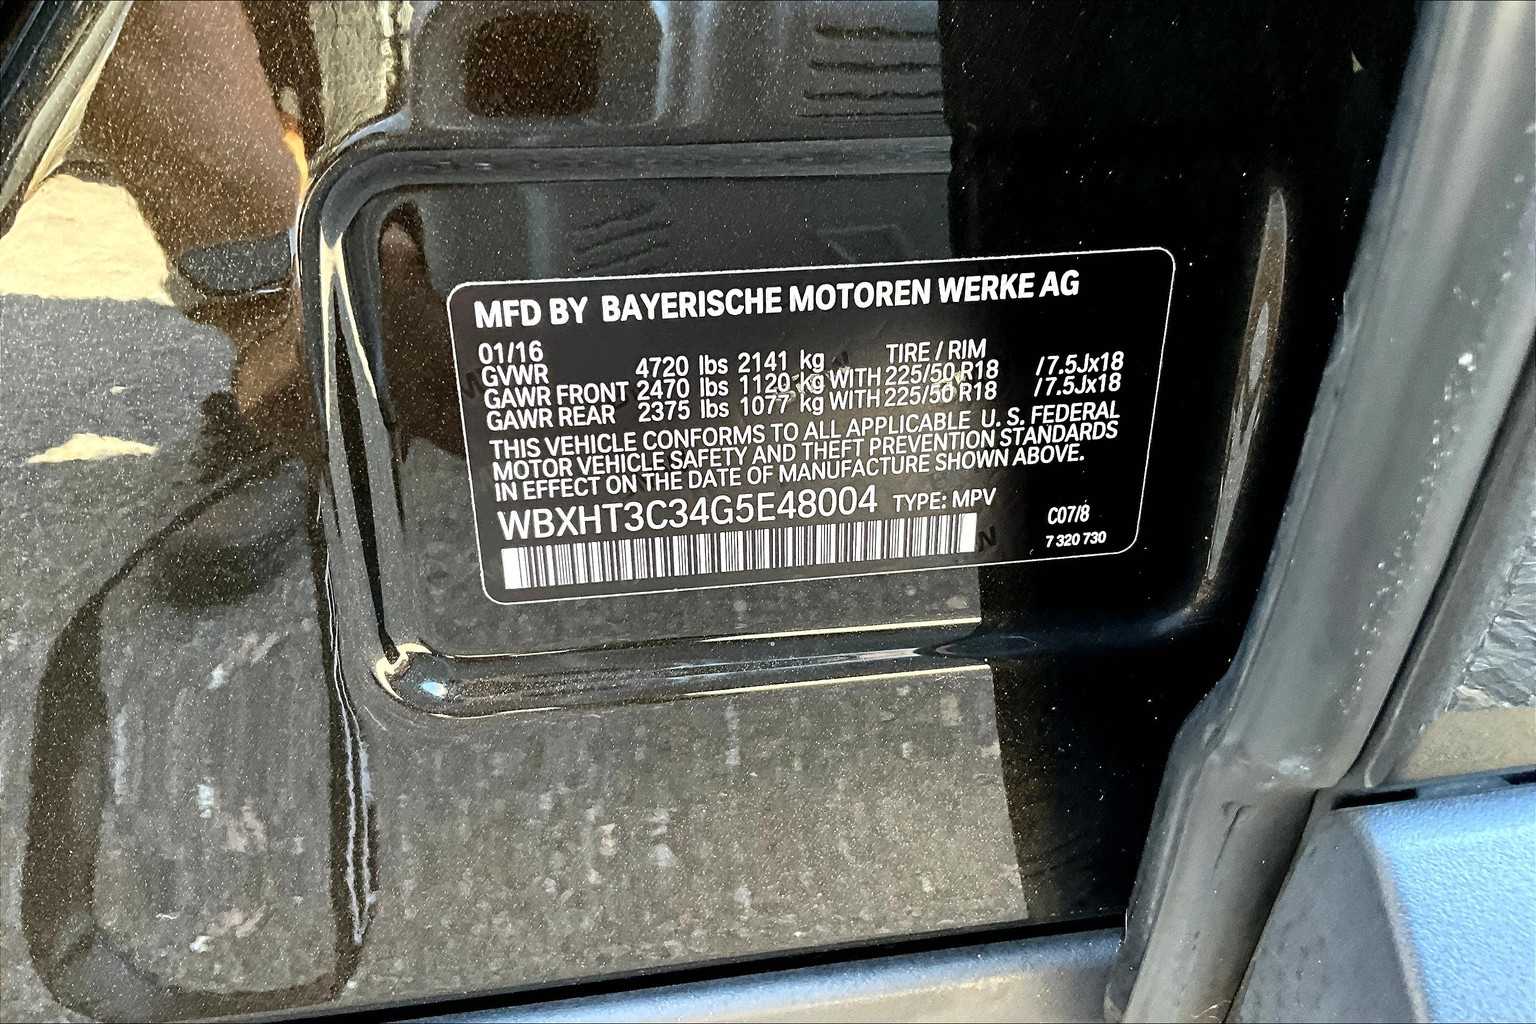 MFD BY BAYERISCHE MOTOREN WERKE AG
01/16 TIRE / RIM
GVWR 4720 lbs 2141 kg
GAWR FRONT 2470 lbs 1120 kg WITH 225/50 R18 /7.5Jx18
GAWR REAR 2375 lbs 1077 kg WITH 225/50 R18 /7.5Jx18
THIS VEHICLE CONFORMS TO ALL APPLICABLE U. S. FEDERAL
MOTOR VEHICLE SAFETY AND THEFT PREVENTION STANDARDS
IN EFFECT ON THE DATE OF MANUFACTURE SHOWN ABOVE.
WBXHT3C34G5E48004 TYPE: MPV
C07/8
7 320 730